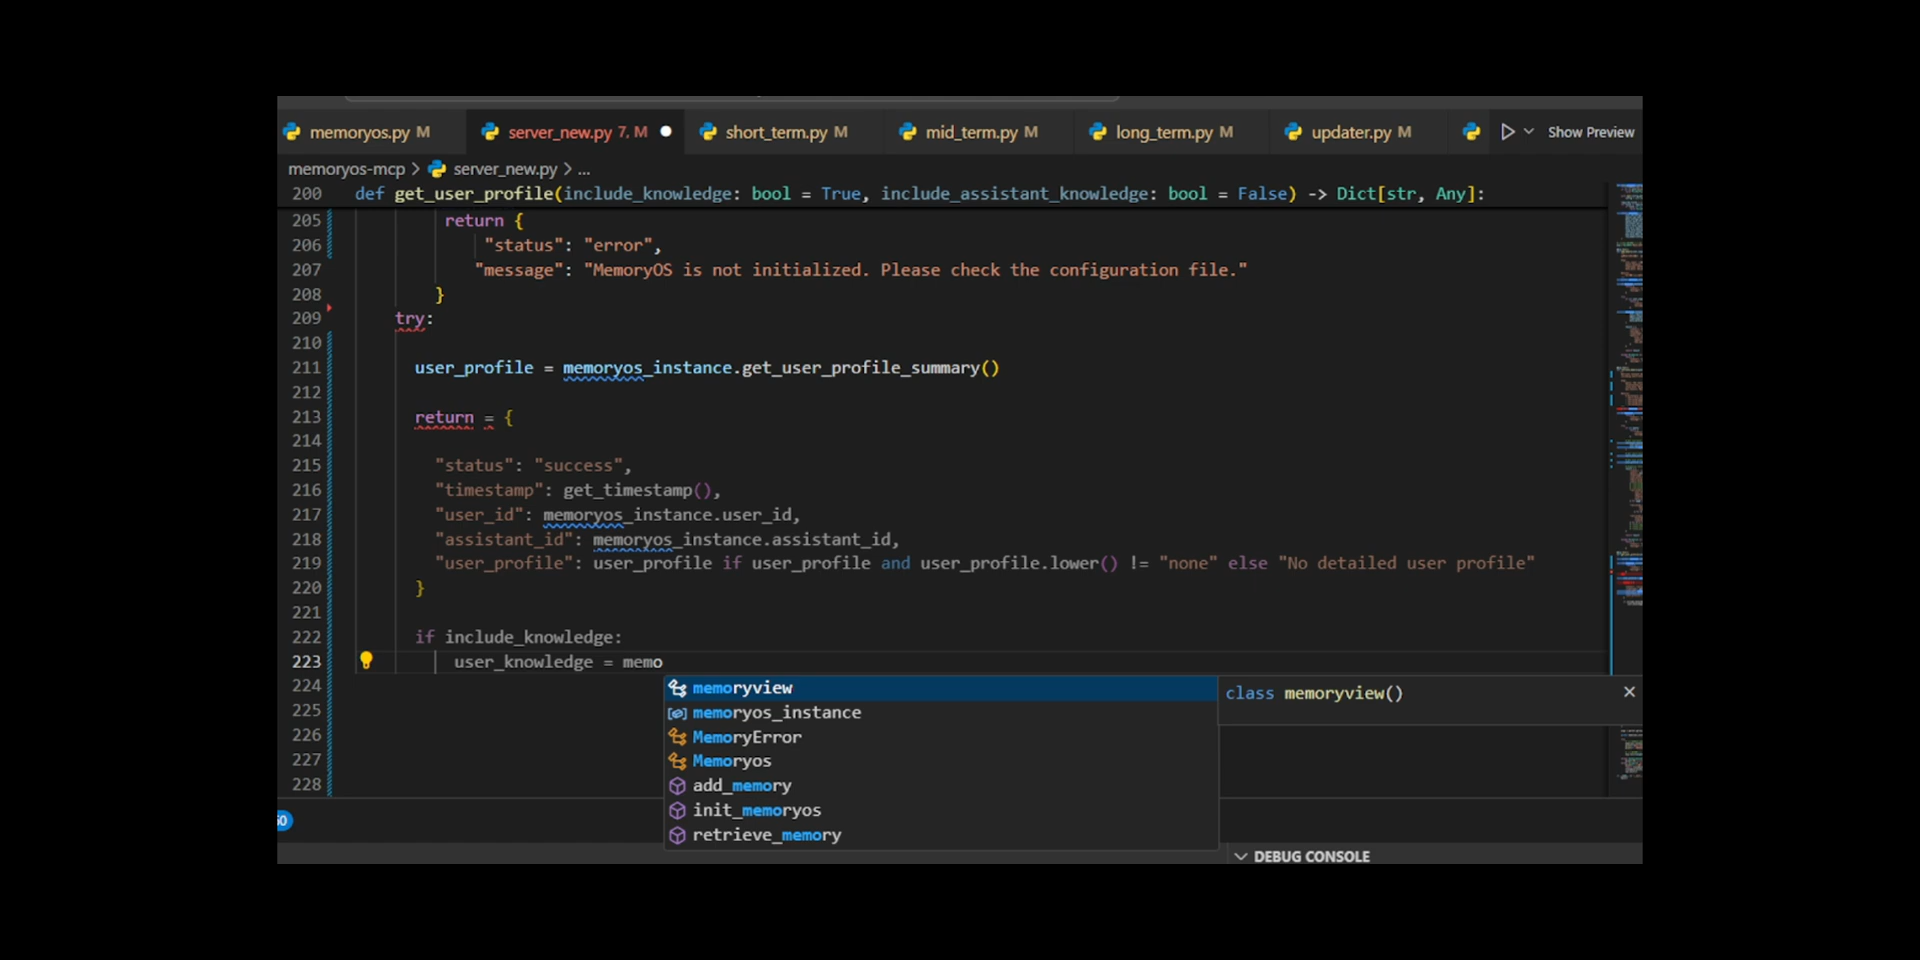 memoryos.py M server_new.py 7, M short_term.py M mid_term.py M long_term.py M updater.py M Show Preview
memoryos-mcp > server_new.py > ...
200 def get_user_profile(include_knowledge: bool = True, include_assistant_knowledge: bool = False) -> Dict[str, Any]:
205 return {
206 "status": "error",
207 "message": "MemoryOS is not initialized. Please check the configuration file."
208 }
209 try:
210
211 user_profile = memoryos_instance.get_user_profile_summary()
212
213 return = {
214
215 "status": "success",
216 "timestamp": get_timestamp(),
217 "user_id": memoryos_instance.user_id,
218 "assistant_id": memoryos_instance.assistant_id,
219 "user_profile": user_profile if user_profile and user_profile.lower() != "none" else "No detailed user profile"
220 }
221
222 if include_knowledge:
223 user_knowledge = memo
224 memoryview class memoryview()
225 memoryos_instance
226 MemoryError
227 Memoryos
228 add_memory
init_memoryos
retrieve_memory
DEBUG CONSOLE